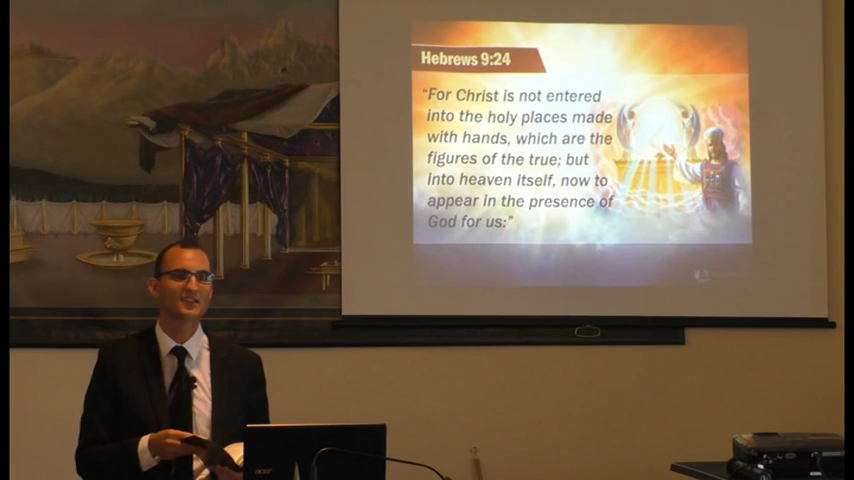 Hebrews 9:24
“For Christ is not entered
into the holy places made
with hands, which are the
figures of the true; but
into heaven itself, now to
appear in the presence of
God for us:”
acer